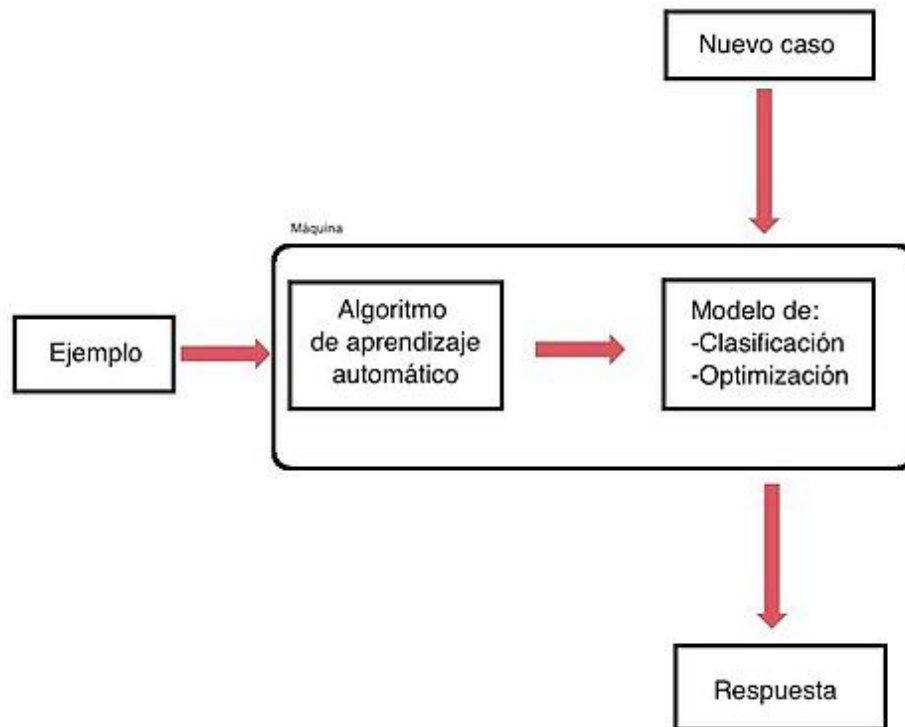 Nuevo caso
Máquina
Ejemplo
Algoritmo
de aprendizaje
automático
Modelo de:
-Clasificación
-Optimización
Respuesta